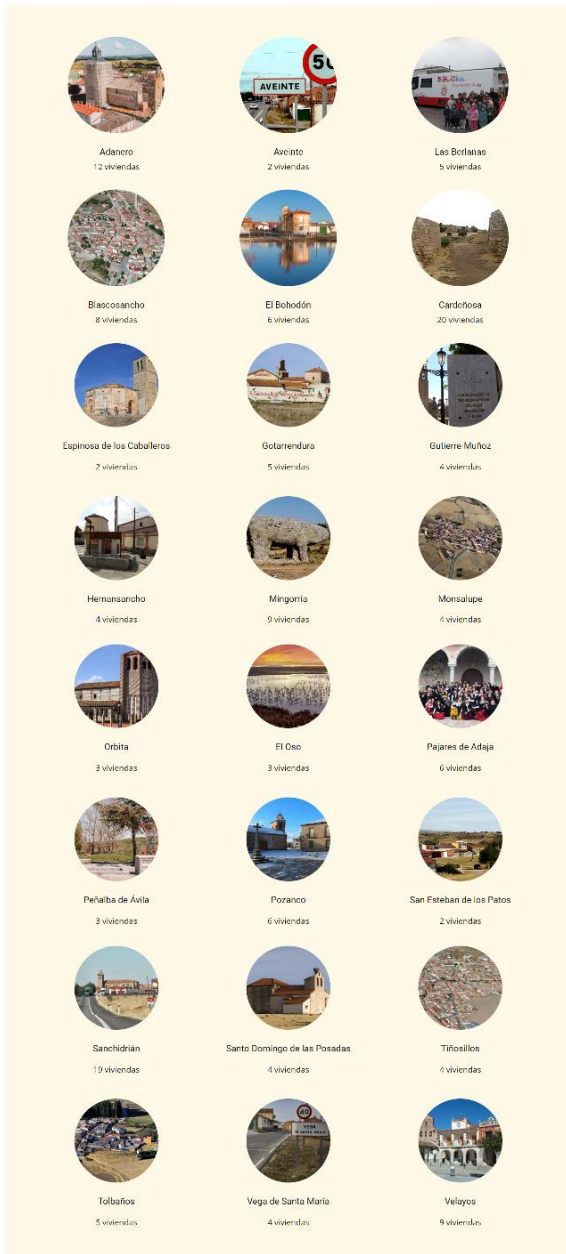 50
AVEINTE
Adanero
12 viviendas
Aveinte
2 viviendas
Las Berlanas
5 viviendas
Blascosancho
8 viviendas
El Bohodón
6 viviendas
Cardeñosa
20 viviendas
Espinosa de los Caballeros
2 viviendas
Gotarrendura
5 viviendas
Gutierre-Muñoz
4 viviendas
Hernansancho
4 viviendas
Mingorría
9 viviendas
Monsalupe
4 viviendas
Orbita
3 viviendas
El Oso
3 viviendas
Pajares de Adaja
6 viviendas
Peñalba de Ávila
3 viviendas
Pozanco
6 viviendas
San Esteban de los Patos
2 viviendas
Sanchidrián
19 viviendas
Santo Domingo de las Posadas
4 viviendas
Tiñosillos
4 viviendas
40
VEGA
Tolbaños
5 viviendas
Vega de Santa María
4 viviendas
Velayos
9 viviendas